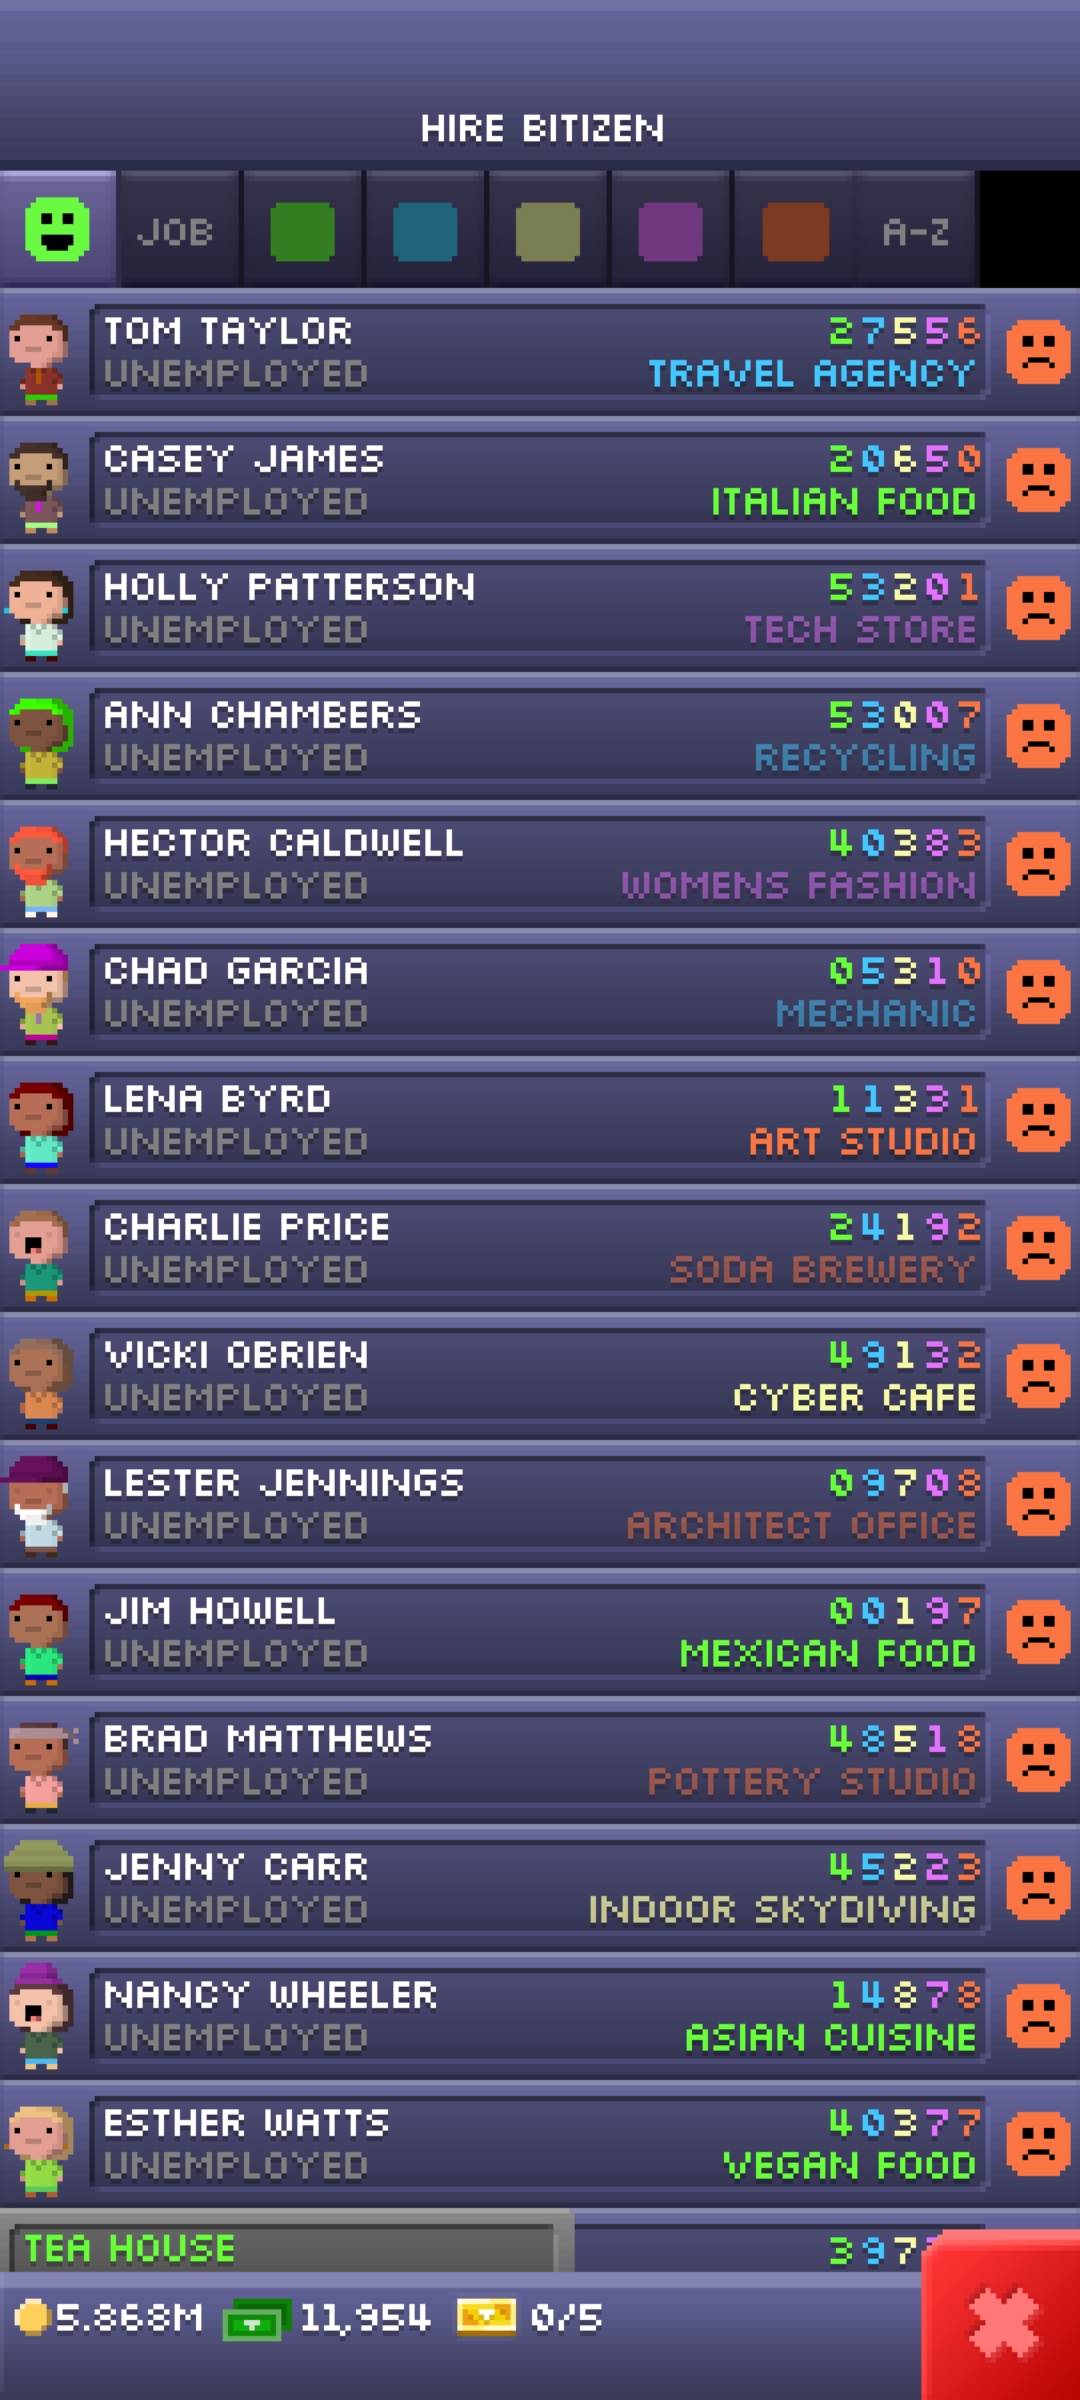 HIRE BITIZEN
JOB A-Z
TOM TAYLOR 27556
UNEMPLOYED TRAVEL AGENCY
CASEY JAMES 20650
UNEMPLOYED ITALIAN FOOD
HOLLY PATTERSON 53201
UNEMPLOYED TECH STORE
ANN CHAMBERS 53007
UNEMPLOYED RECYCLING
HECTOR CALDWELL 40383
UNEMPLOYED WOMENS FASHION
CHAD GARCIA 05310
UNEMPLOYED MECHANIC
LENA BYRD 11331
UNEMPLOYED ART STUDIO
CHARLIE PRICE 24192
UNEMPLOYED SODA BREWERY
VICKI OBRIEN 49132
UNEMPLOYED CYBER CAFE
LESTER JENNINGS 09708
UNEMPLOYED ARCHITECT OFFICE
JIM HOWELL 00197
UNEMPLOYED MEXICAN FOOD
BRAD MATTHEWS 48518
UNEMPLOYED POTTERY STUDIO
JENNY CARR 45223
UNEMPLOYED INDOOR SKYDIVING
NANCY WHEELER 14878
UNEMPLOYED ASIAN CUISINE
ESTHER WATTS 40377
UNEMPLOYED VEGAN FOOD
TEA HOUSE 397
5.868M 11,954 0/5